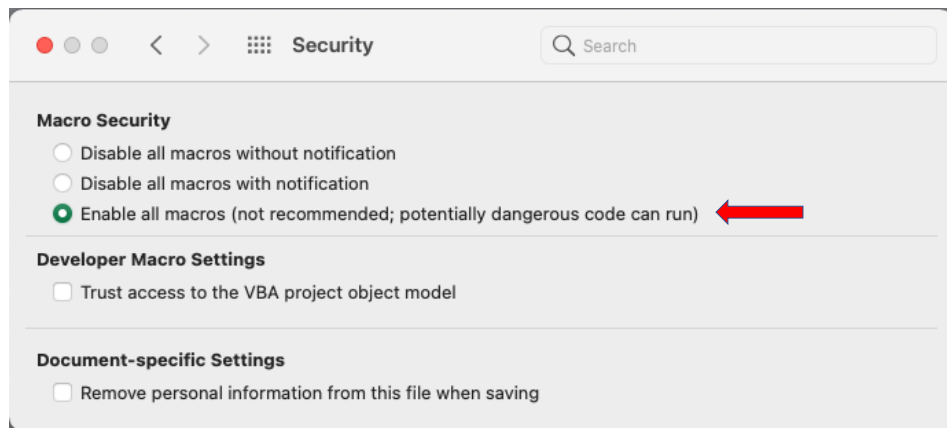 Security
Search
Macro Security
Disable all macros without notification
Disable all macros with notification
Enable all macros (not recommended; potentially dangerous code can run)
Developer Macro Settings
Trust access to the VBA project object model
Document-specific Settings
Remove personal information from this file when saving